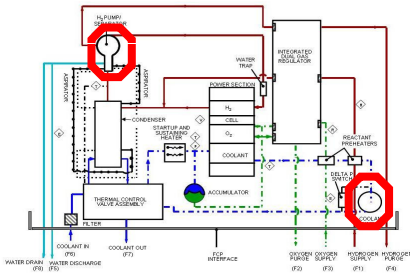 H₂ PUMP/
SEPARATOR
WATER
TRAP
INTEGRATED
DUAL GAS
REGULATOR
ASPIRATOR
ASPIRATOR
POWER SECTION
H₂
CELL
O₂
COOLANT
CONDENSER
STARTUP AND
SUSTAINING
HEATER
REACTANT
PREHEATERS
ACCUMULATOR
DELTA P
SWITCH
COOLANT
THERMAL CONTROL
VALVE ASSEMBLY
FILTER
COOLANT IN
(F6)
COOLANT OUT
(F7)
FCP
INTERFACE
WATER DRAIN
(F8)
WATER DISCHARGE
(F5)
OXYGEN
PURGE
(F2)
OXYGEN
SUPPLY
(F3)
HYDROGEN
SUPPLY
(F1)
HYDROGEN
PURGE
(F4)